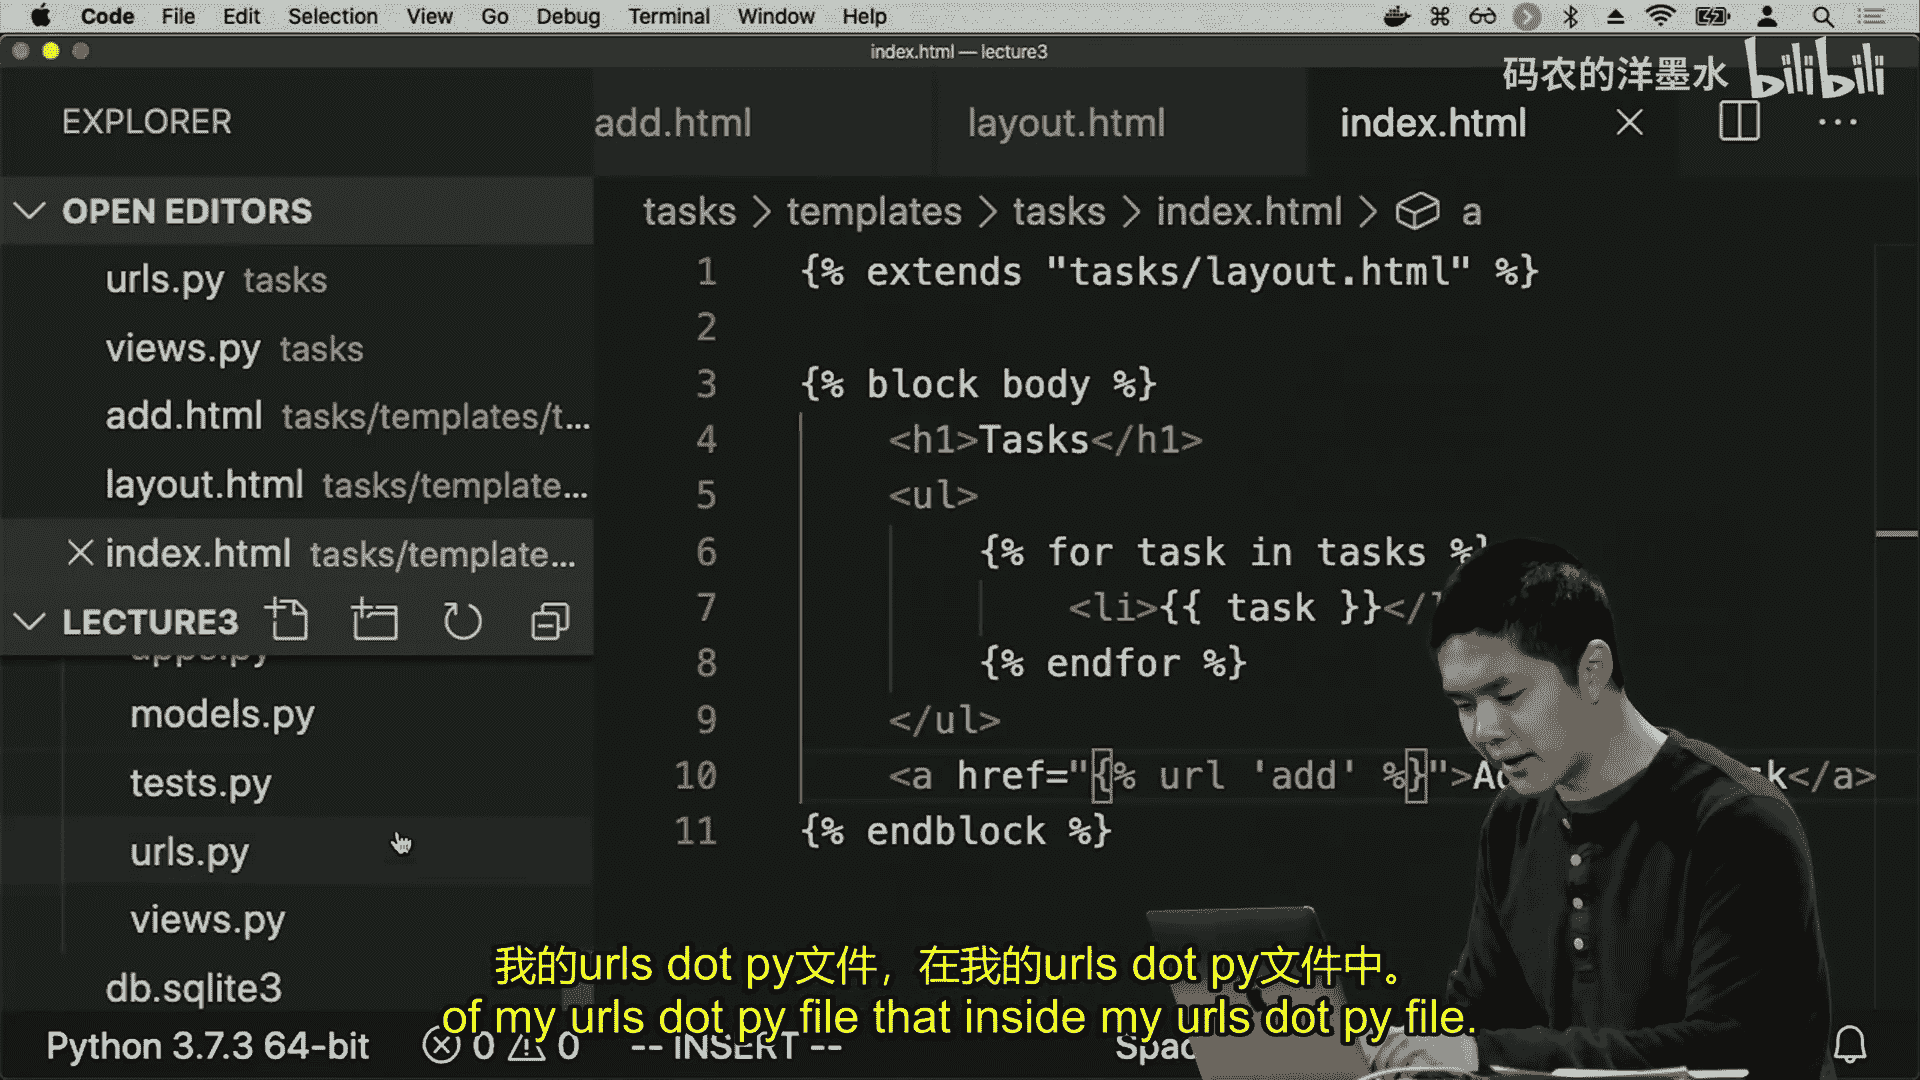 Code File Edit Selection View Go Debug Terminal Window Help
index.html — lecture3
码农的洋墨水 bilibili
EXPLORER
add.html
layout.html
index.html
OPEN EDITORS
urls.py tasks
views.py tasks
add.html tasks/templates/t...
layout.html tasks/template...
index.html tasks/template...
LECTURE3
models.py
tests.py
urls.py
views.py
db.sqlite3
tasks > templates > tasks > index.html > a
1 {% extends "tasks/layout.html" %}
2
3 {% block body %}
4 <h1>Tasks</h1>
5 <ul>
6 {% for task in tasks %}
7 <li>{{ task }}</
8 {% endfor %}
9 </ul>
10 <a href="{% url 'add' %}"> </a>
11 {% endblock %}
我的urls dot py文件，在我的urls dot py文件中。
of my urls dot py file that inside my urls dot py file.
Python 3.7.3 64-bit 0 0 -- INSERT --